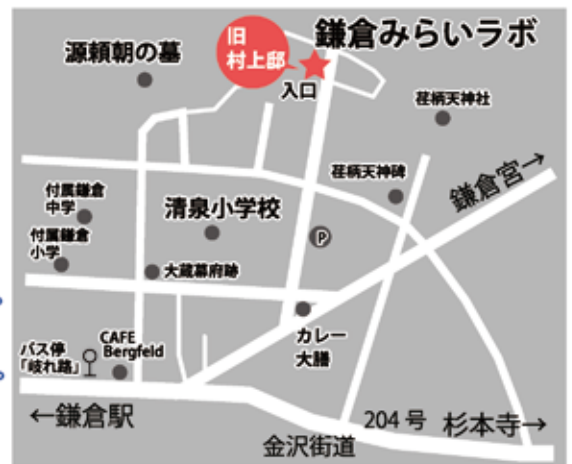 旧
村上邸
鎌倉みらいラボ
源頼朝の墓
入口
荏柄天神社
荏柄天神碑
鎌倉宮→
付属鎌倉
中学
清泉小学校
P
付属鎌倉
小学
大蔵幕府跡
カレー
大膳
CAFE
Bergfeld
バス停
「岐れ路」
←鎌倉駅
204 号
杉本寺→
金沢街道